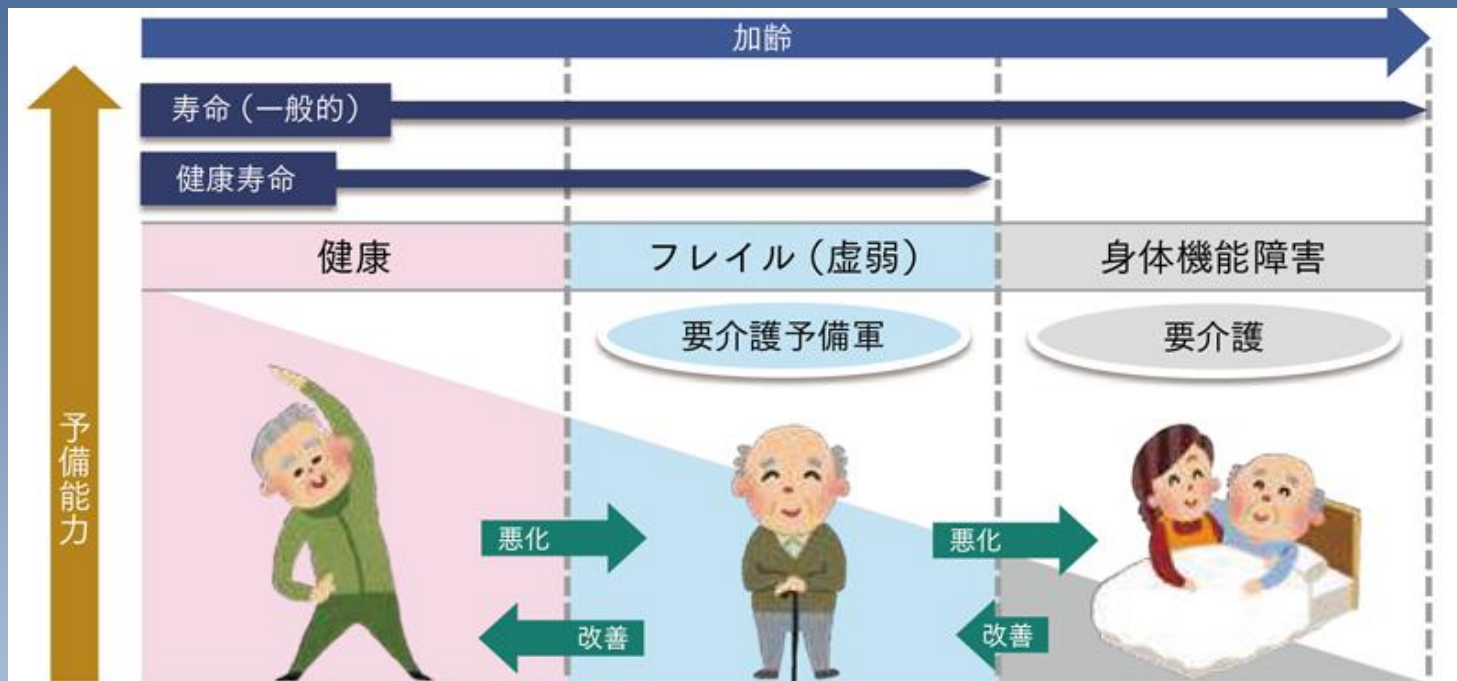 加齢
寿命（一般的）
健康寿命
健康
フレイル（虚弱）
身体機能障害
要介護予備軍
要介護
予備能力
悪化
悪化
改善
改善